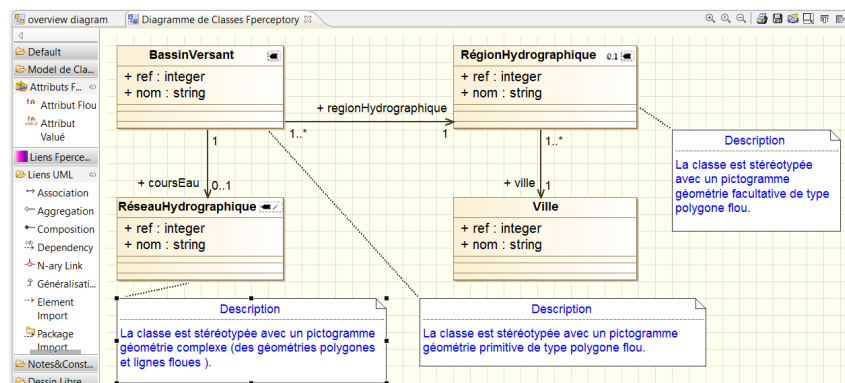 overview diagram
Diagramme de Classes Fperceptory
Default
Model de Cla...
Attributs F...
Attribut Flou
Attribut
Valué
Liens Fperce...
Liens UML
Association
Aggregation
Composition
Dependency
N-ary Link
Généralisati...
Element
Import
Package
Import
Notes&Const...
Dessin Libre
BassinVersant
+ ref : integer
+ nom : string
RégionHydrographique 0,1
+ ref : integer
+ nom : string
+ regionHydrographique
1..*
1
1
+ coursEau
0..1
1..*
+ ville
1
RéseauHydrographique
+ ref : integer
+ nom : string
Ville
+ ref : integer
+ nom : string
Description
La classe est stéréotypée
avec un pictogramme
géométrie facultative de type
polygone flou.
Description
La classe est stéréotypée avec un pictogramme
géométrie complexe (des géométries polygones
et lignes floues ).
Description
La classe est stéréotypée avec un pictogramme
géométrie primitive de type polygone flou.